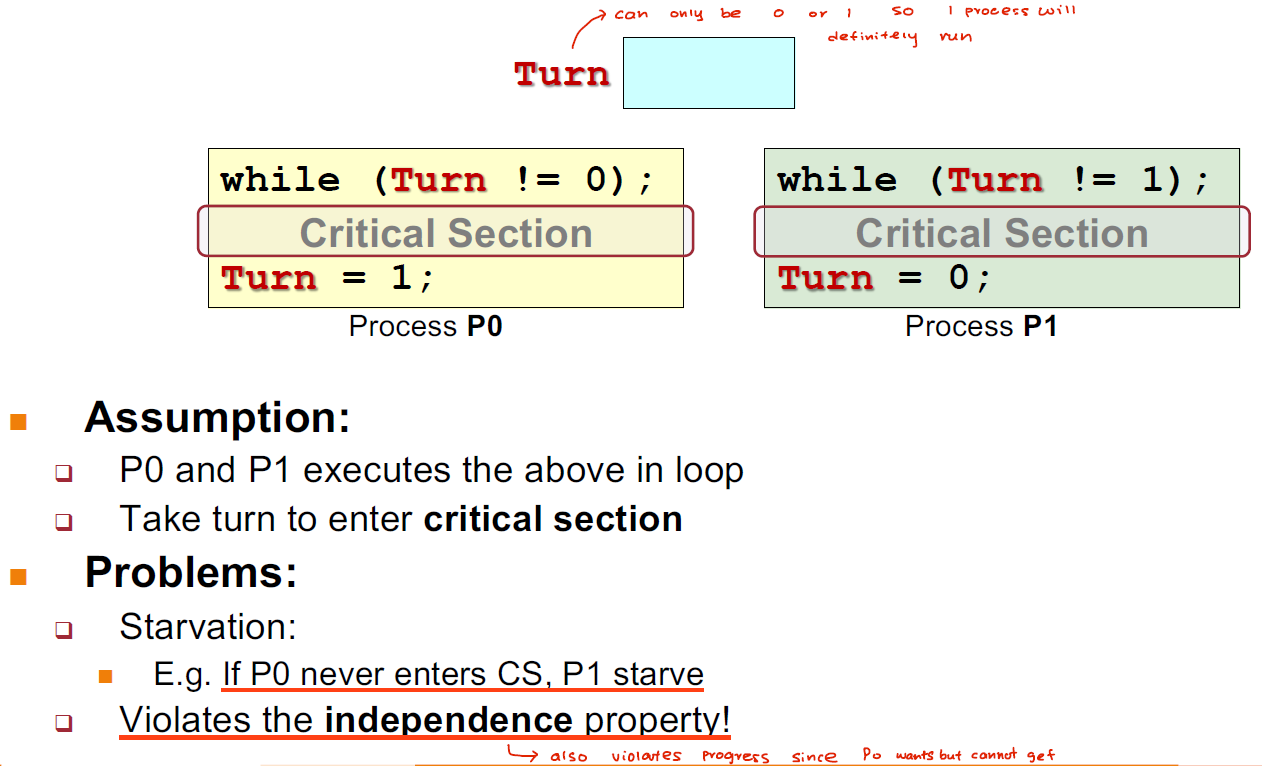 can only be 0 or 1 so 1 process will
definitely run
Turn
while (Turn != 0);
Critical Section
Turn = 1;
Process P0
while (Turn != 1);
Critical Section
Turn = 0;
Process P1
Assumption:
P0 and P1 executes the above in loop
Take turn to enter critical section
Problems:
Starvation:
E.g. If P0 never enters CS, P1 starve
Violates the independence property!
also violates progress since Po wants but cannot get